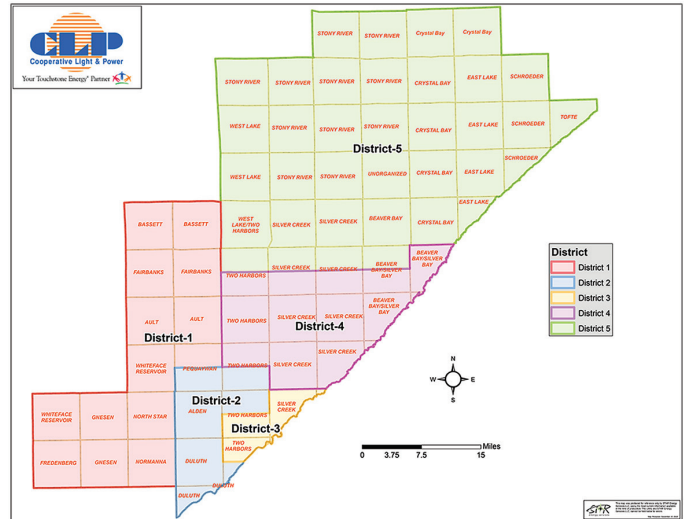 CLP
Cooperative Light & Power
Your Touchstone Energy® Partner
STONY RIVER STONY RIVER Crystal Bay Crystal Bay
STONY RIVER STONY RIVER STONY RIVER STONY RIVER CRYSTAL BAY EAST LAKE SCHROEDER
WEST LAKE STONY RIVER STONY RIVER STONY RIVER CRYSTAL BAY EAST LAKE SCHROEDER TOFTE
District-5
WEST LAKE STONY RIVER STONY RIVER UNORGANIZED CRYSTAL BAY EAST LAKE SCHROEDER
BASSETT BASSETT WEST LAKE/TWO HARBORS SILVER CREEK SILVER CREEK BEAVER BAY CRYSTAL BAY EAST LAKE
FAIRBANKS FAIRBANKS TWO HARBORS SILVER CREEK SILVER CREEK BEAVER BAY/SILVER BAY BEAVER BAY/SILVER BAY
AULT AULT TWO HARBORS SILVER CREEK SILVER CREEK BEAVER BAY/SILVER BAY
District-1
District-4
WHITEFACE RESERVOIR PEQUAYWAN TWO HARBORS SILVER CREEK SILVER CREEK
District-2
WHITEFACE RESERVOIR GNESEN NORTH STAR ALDEN TWO HARBORS SILVER CREEK
District-3
FREDENBERG GNESEN NORMANNA DULUTH TWO HARBORS
DULUTH DULUTH
District
District 1
District 2
District 3
District 4
District 5
N
W E
S
Miles
0 3.75 7.5 15
STAR